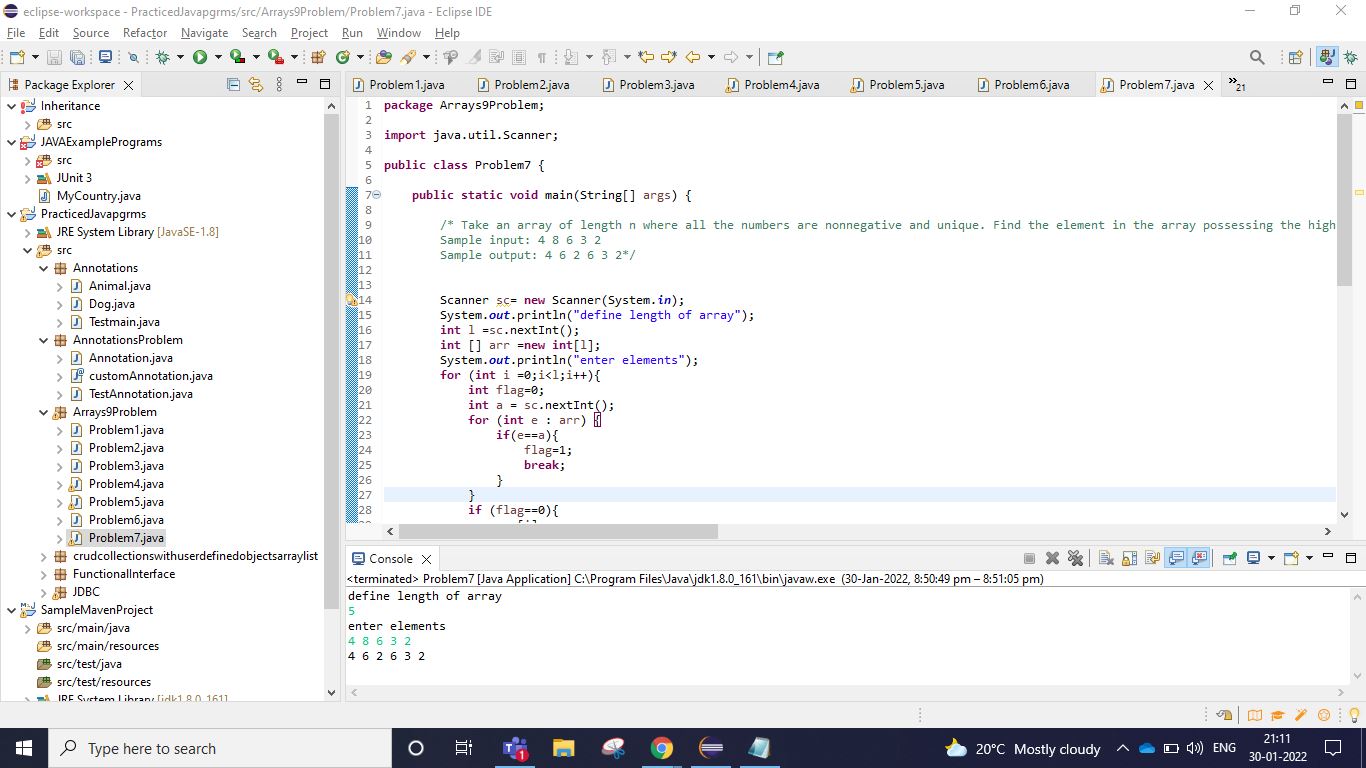 eclipse-workspace - PracticedJavapgrms/src/Arrays9Problem/Problem7.java - Eclipse IDE
File Edit Source Refactor Navigate Search Project Run Window Help
Package Explorer
Problem1.java Problem2.java Problem3.java Problem4.java Problem5.java Problem6.java Problem7.java 21
Inheritance
src
JAVAExamplePrograms
src
JUnit 3
MyCountry.java
PracticedJavapgrms
JRE System Library [JavaSE-1.8]
src
Annotations
Animal.java
Dog.java
Testmain.java
AnnotationsProblem
Annotation.java
customAnnotation.java
TestAnnotation.java
Arrays9Problem
Problem1.java
Problem2.java
Problem3.java
Problem4.java
Problem5.java
Problem6.java
Problem7.java
crudcollectionswithuserdefinedobjectsarraylist
FunctionalInterface
JDBC
SampleMavenProject
src/main/java
src/main/resources
src/test/java
src/test/resources
JRE System Library [jdk1.8.0_161]
1 package Arrays9Problem;
2
3 import java.util.Scanner;
4
5 public class Problem7 {
6
7 public static void main(String[] args) {
8
9 /* Take an array of length n where all the numbers are nonnegative and unique. Find the element in the array possessing the high
10 Sample input: 4 8 6 3 2
11 Sample output: 4 6 2 6 3 2*/
12
13
14 Scanner sc= new Scanner(System.in);
15 System.out.println("define length of array");
16 int l =sc.nextInt();
17 int [] arr =new int[l];
18 System.out.println("enter elements");
19 for (int i =0;i<l;i++){
20 int flag=0;
21 int a = sc.nextInt();
22 for (int e : arr) {
23 if(e==a){
24 flag=1;
25 break;
26 }
27 }
28 if (flag==0){
Console
<terminated> Problem7 [Java Application] C:\Program Files\Java\jdk1.8.0_161\bin\javaw.exe (30-Jan-2022, 8:50:49 pm – 8:51:05 pm)
define length of array
5
enter elements
4 8 6 3 2
4 6 2 6 3 2
Type here to search
1
20°C Mostly cloudy
ENG
21:11
30-01-2022